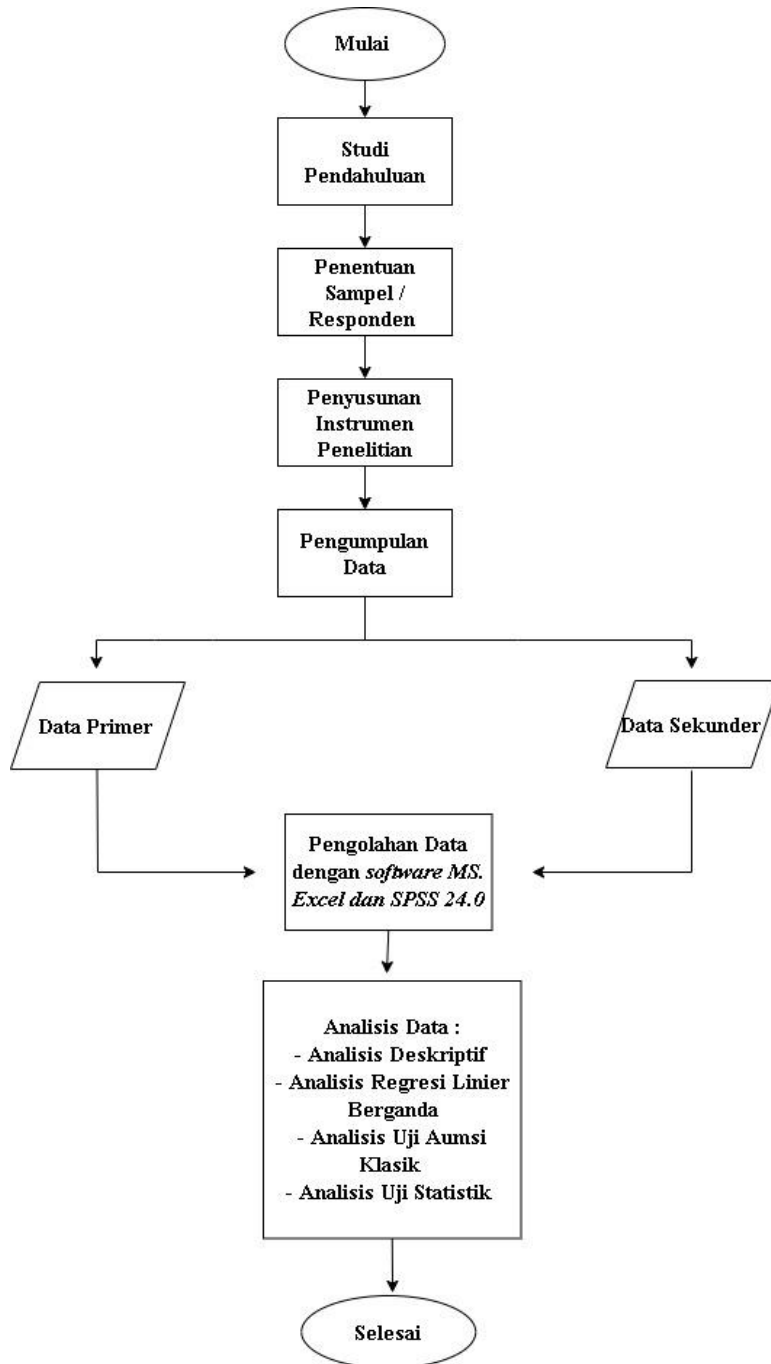 Mulai
Studi
Pendahuluan
Penentuan
Sampel /
Responden
Penyusunan
Instrumen
Penelitian
Pengumpulan
Data
Data Primer
Data Sekunder
Pengolahan Data
dengan software MS.
Excel dan SPSS 24.0
Analisis Data :
- Analisis Deskriptif
- Analisis Regresi Linier
Berganda
- Analisis Uji Aumsi
Klasik
- Analisis Uji Statistik
Selesai